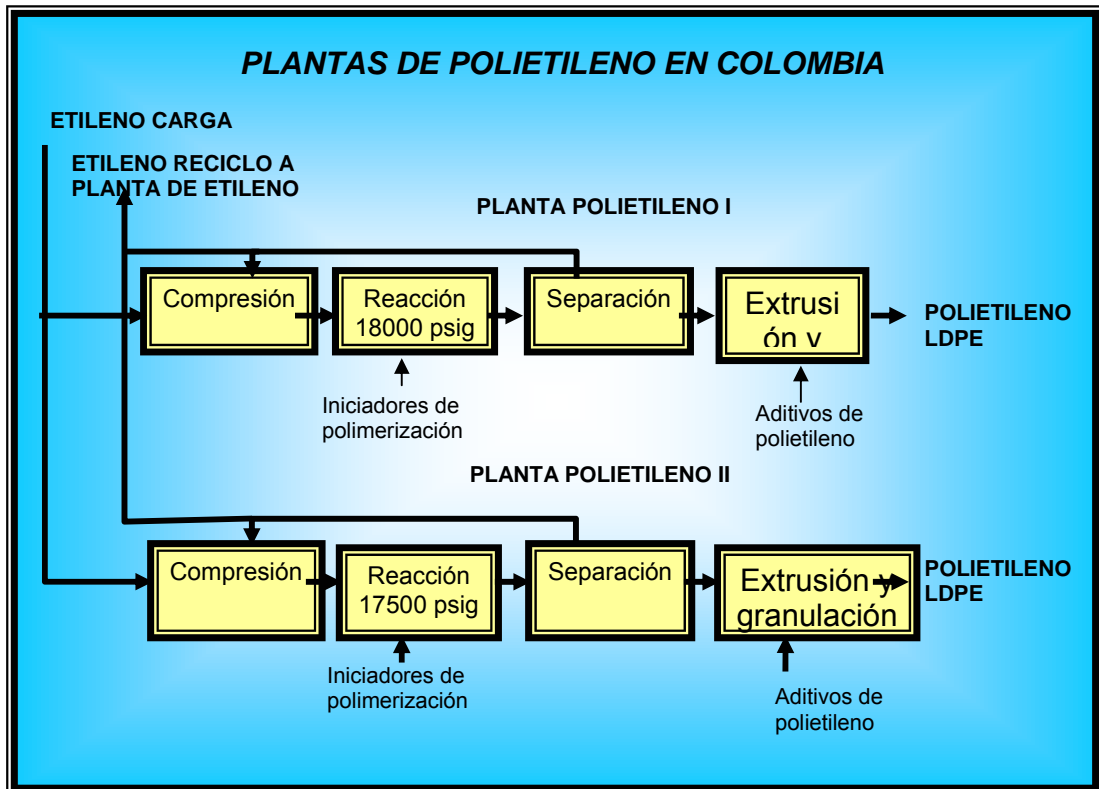 PLANTAS DE POLIETILENO EN COLOMBIA
ETILENO CARGA
ETILENO RECICLO A
PLANTA DE ETILENO
PLANTA POLIETILENO I
Compresión
Reacción
18000 psig
Separación
Extrusi
ón y
POLIETILENO
LDPE
Iniciadores de
polimerización
Aditivos de
polietileno
PLANTA POLIETILENO II
Compresión
Reacción
17500 psig
Separación
Extrusión y
granulación
POLIETILENO
LDPE
Iniciadores de
polimerización
Aditivos de
polietileno